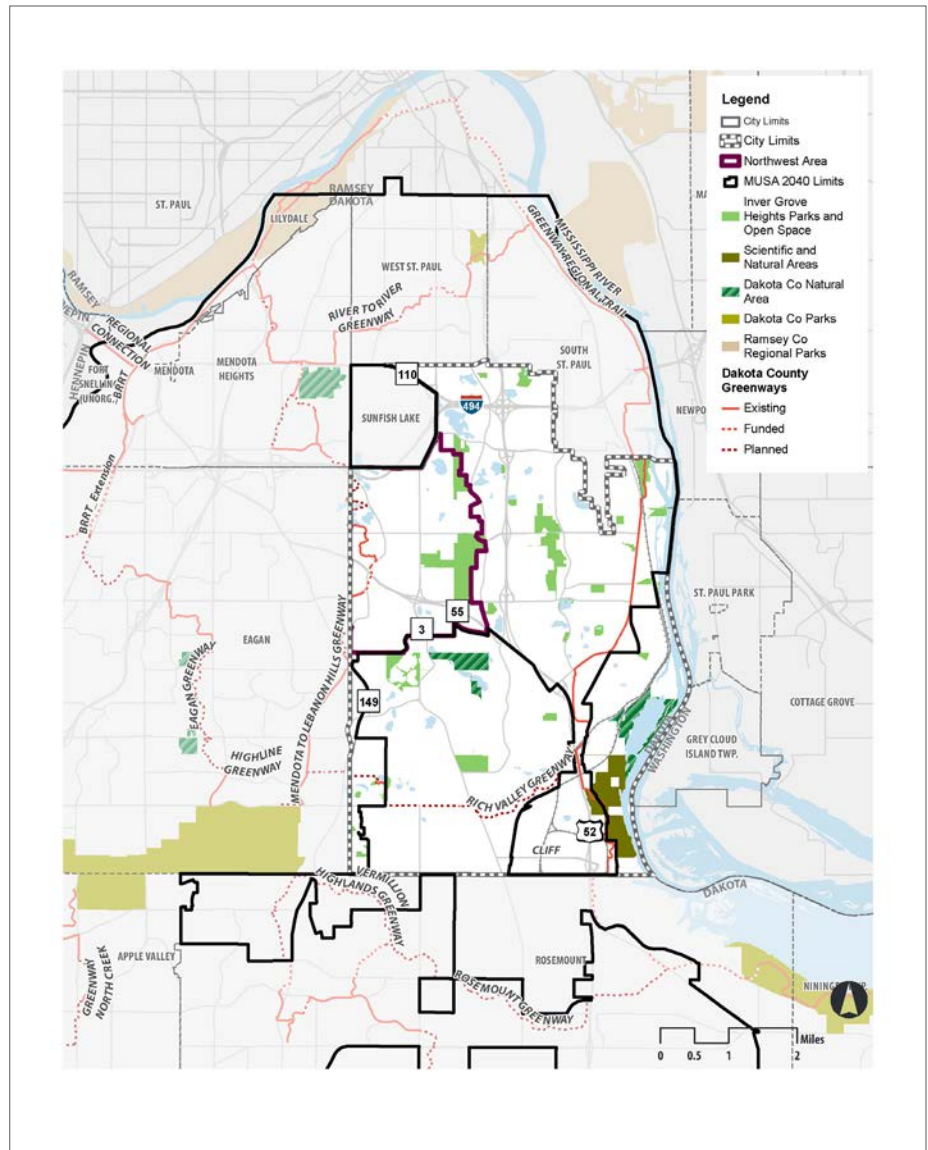 Legend
City Limits
City Limits
Northwest Area
MUSA 2040 Limits
Inver Grove
Heights Parks and
Open Space
Scientific and
Natural Areas
Dakota Co Natural
Area
Dakota Co Parks
Ramsey Co
Regional Parks
Dakota County
Greenways
Existing
Funded
Planned
ST. PAUL
RAMSEY
DAKOTA
LILYDALE
WEST ST. PAUL
MISSISSIPPI RIVER
GREENWAY REGIONAL TRAIL
RAMSEY
HENNEPIN
REGIONAL
CONNECTION
BRRT
RIVER TO RIVER
GREENWAY
FORT
SNELLING
(UNORG.)
MENDOTA
MENDOTA
HEIGHTS
SOUTH
ST. PAUL
110
494
SUNFISH LAKE
BRRT Extension
ST. PAUL PARK
55
3
EAGAN
149
EAGAN GREENWAY
MENDOTA TO LEBANON HILLS GREENWAY
COTTAGE GROVE
GREY CLOUD
ISLAND TWP.
WASHINGTON
HIGHLINE
GREENWAY
RICH VALLEY GREENWAY
52
CLIFF
DAKOTA
VERMILLION
HIGHLANDS GREENWAY
APPLE VALLEY
GREENWAY
NORTH CREEK
ROSEMOUNT
ROSEMOUNT GREENWAY
Miles
0 0.5 1 2